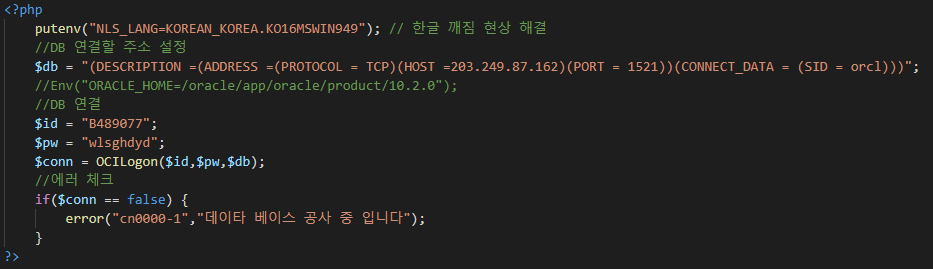 <?php
putenv("NLS_LANG=KOREAN_KOREA.KO16MSWIN949"); // 한글 깨짐 현상 해결
//DB 연결할 주소 설정
$db = "(DESCRIPTION =(ADDRESS =(PROTOCOL = TCP)(HOST =203.249.87.162)(PORT = 1521))(CONNECT_DATA = (SID = orcl)))";
//Env("ORACLE_HOME=/oracle/app/oracle/product/10.2.0");
//DB 연결
$id = "B489077";
$pw = "wlsghdyd";
$conn = OCILogon($id,$pw,$db);
//에러 체크
if($conn == false) {
error("cn0000-1","데이타 베이스 공사 중 입니다");
}
?>